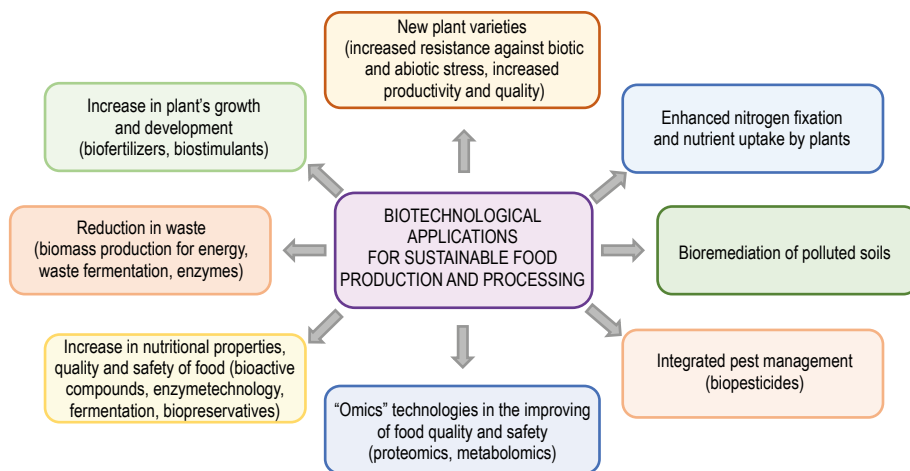 New plant varieties
(increased resistance against biotic
and abiotic stress, increased
productivity and quality)
Increase in plant's growth
and development
(biofertilizers, biostimulants)
Enhanced nitrogen fixation
and nutrient uptake by plants
Reduction in waste
(biomass production for energy,
waste fermentation, enzymes)
BIOTECHNOLOGICAL
APPLICATIONS
FOR SUSTAINABLE FOOD
PRODUCTION AND PROCESSING
Bioremediation of polluted soils
Increase in nutritional properties,
quality and safety of food (bioactive
compounds, enzymetechnology,
fermentation, biopreservatives)
“Omics” technologies in the improving
of food quality and safety
(proteomics, metabolomics)
Integrated pest management
(biopesticides)